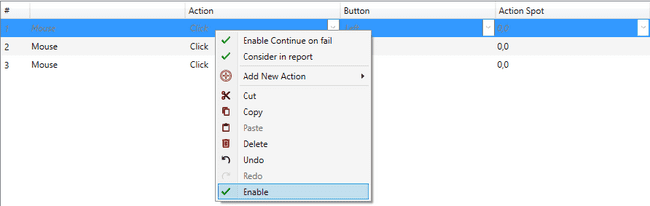 # Action Button Action Spot
1 Mouse Click 0,0
2 Mouse Click 0,0
3 Mouse Click 0,0
Enable Continue on fail
Consider in report
Add New Action
Cut
Copy
Paste
Delete
Undo
Redo
Enable